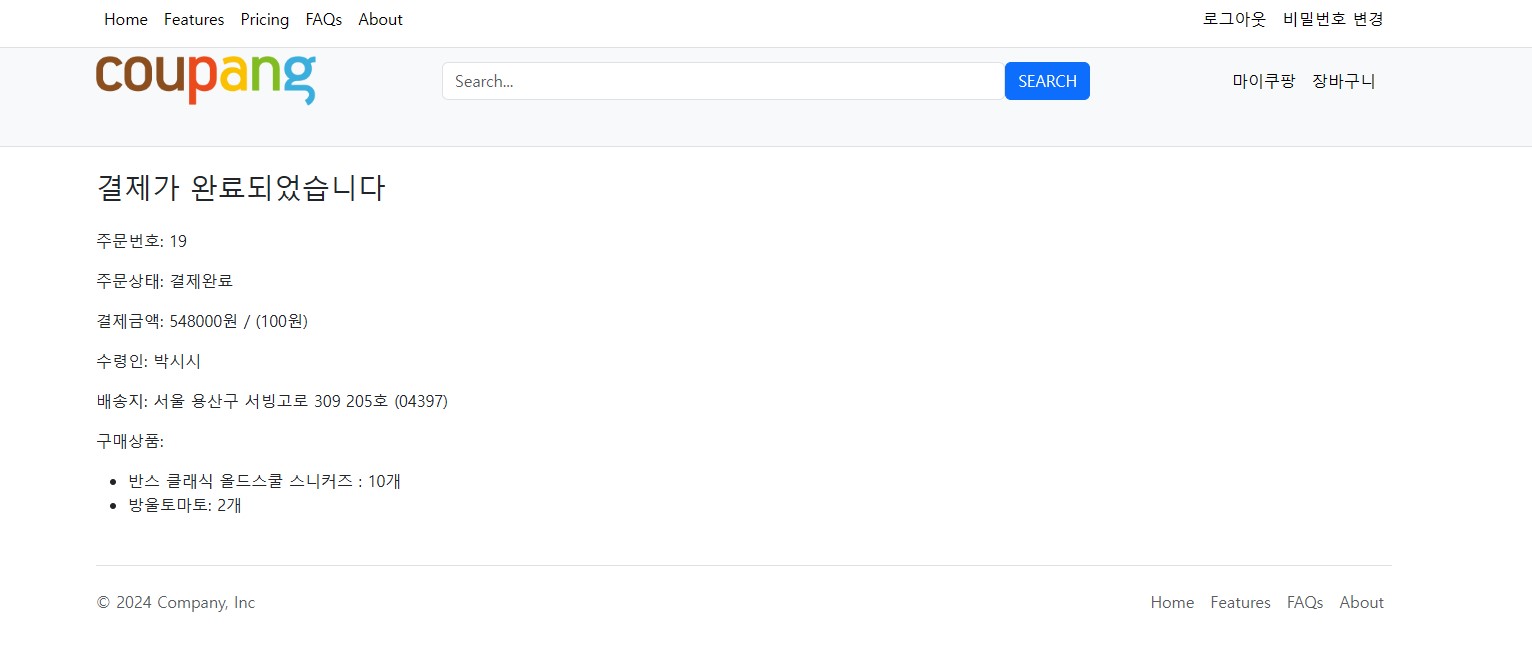 Home Features Pricing FAQs About 로그아웃 비밀번호 변경
coupang Search... SEARCH 마이쿠팡 장바구니
결제가 완료되었습니다
주문번호: 19
주문상태: 결제완료
결제금액: 548000원 / (100원)
수령인: 박시시
배송지: 서울 용산구 서빙고로 309 205호 (04397)
구매상품:
• 반스 클래식 올드스쿨 스니커즈 : 10개
• 방울토마토: 2개
© 2024 Company, Inc Home Features FAQs About